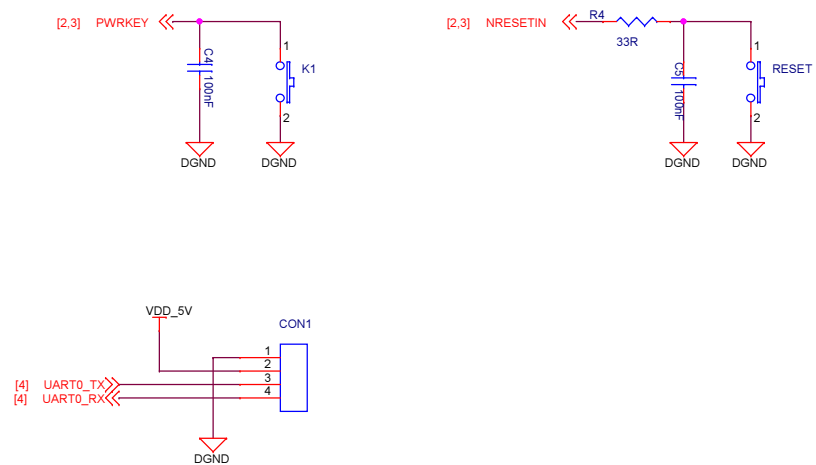 [2,3] PWRKEY
C4
100nF
1
K1
2
DGND
DGND
[2,3] NRESETIN
R4
33R
C5
100nF
1
RESET
2
DGND
DGND
VDD_5V
CON1
1
2
3
4
[4] UART0_TX
[4] UART0_RX
DGND